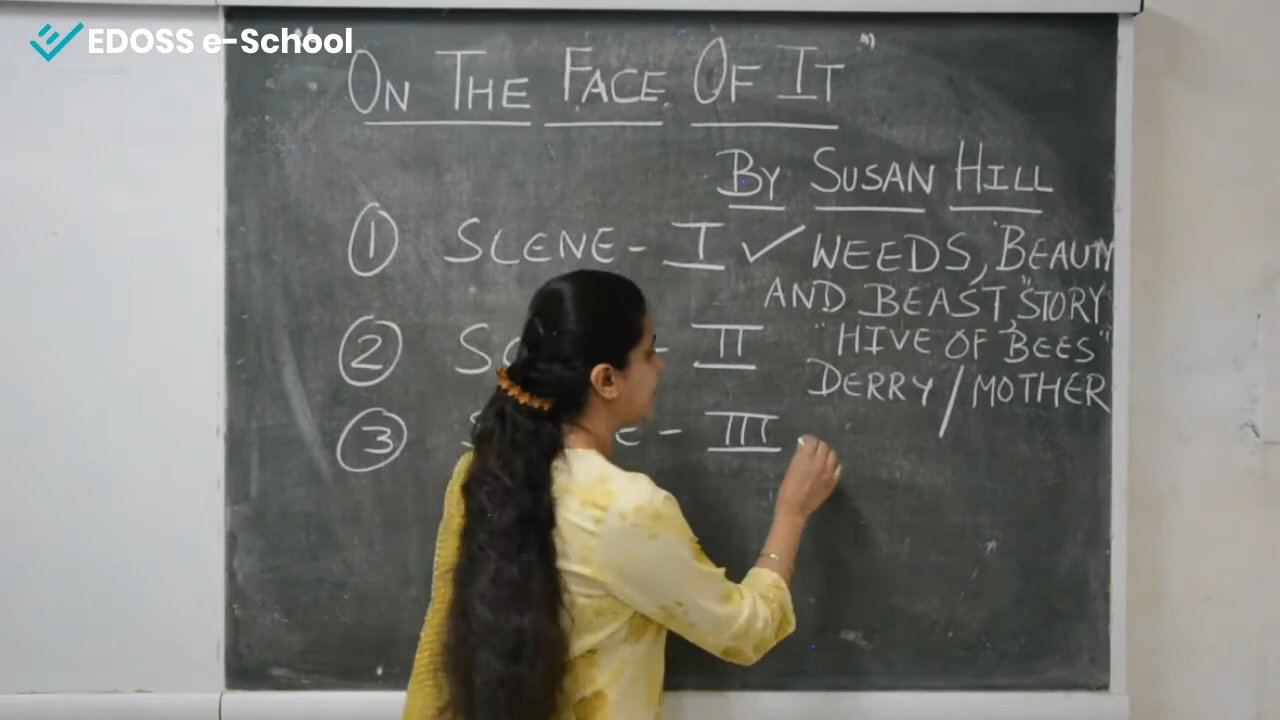 EDOSS e-School
"ON THE FACE OF IT"
BY SUSAN HILL
1 SCENE - I ✓ WEEDS, BEAUTY
AND BEAST, "STORY"
2 - II "HIVE OF BEES"
DERRY / MOTHER
3 - III